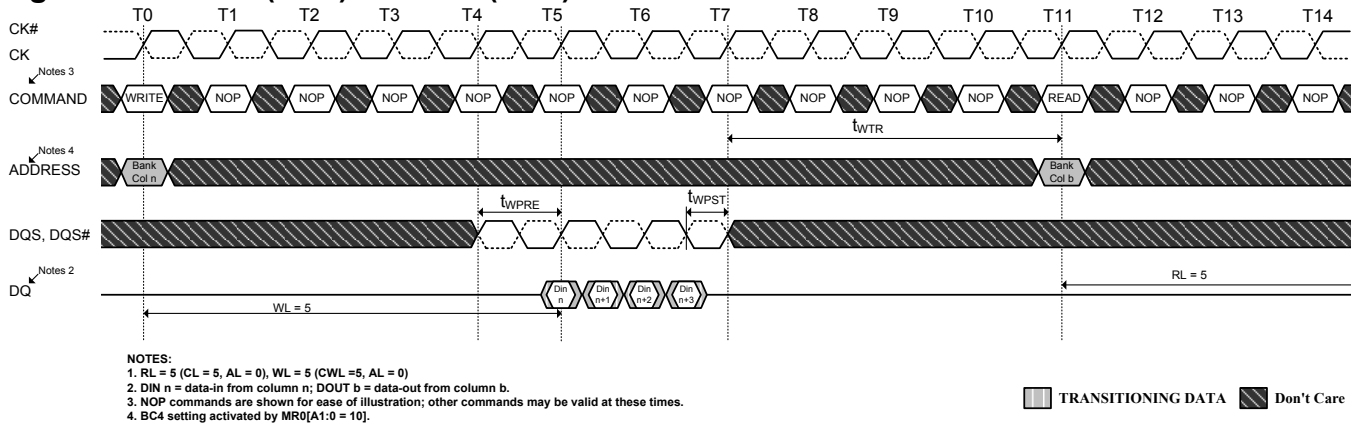 T0 T1 T2 T3 T4 T5 T6 T7 T8 T9 T10 T11 T12 T13 T14
CK#
CK
Notes 3
COMMAND
WRITE NOP NOP NOP NOP NOP NOP NOP NOP NOP NOP READ NOP NOP NOP
tWTR
Notes 4
ADDRESS
Bank
Col n
Bank
Col b
tWPRE
tWPST
DQS, DQS#
Notes 2
DQ
Din
n
Din
n+1
Din
n+2
Din
n+3
RL = 5
WL = 5
NOTES:
1. RL = 5 (CL = 5, AL = 0), WL = 5 (CWL =5, AL = 0)
2. DIN n = data-in from column n; DOUT b = data-out from column b.
3. NOP commands are shown for ease of illustration; other commands may be valid at these times.
4. BC4 setting activated by MR0[A1:0 = 10].
TRANSITIONING DATA
Don't Care